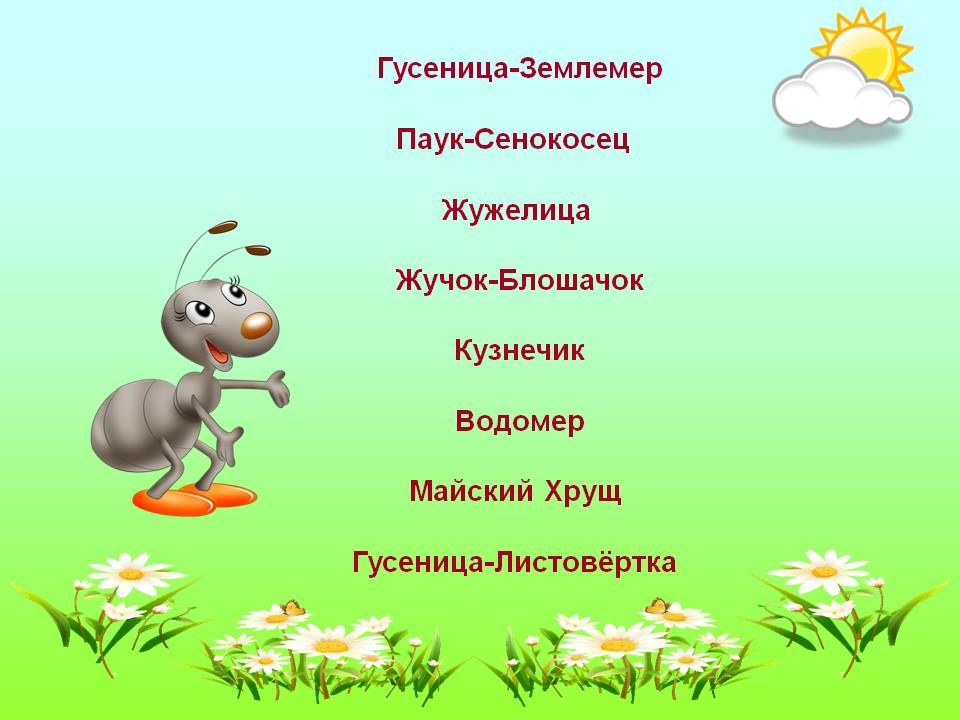 Гусеница-Землемер
Паук-Сенокосец
Жужелица
Жучок-Блошачок
Кузнечик
Водомер
Майский Хрущ
Гусеница-Листовёртка